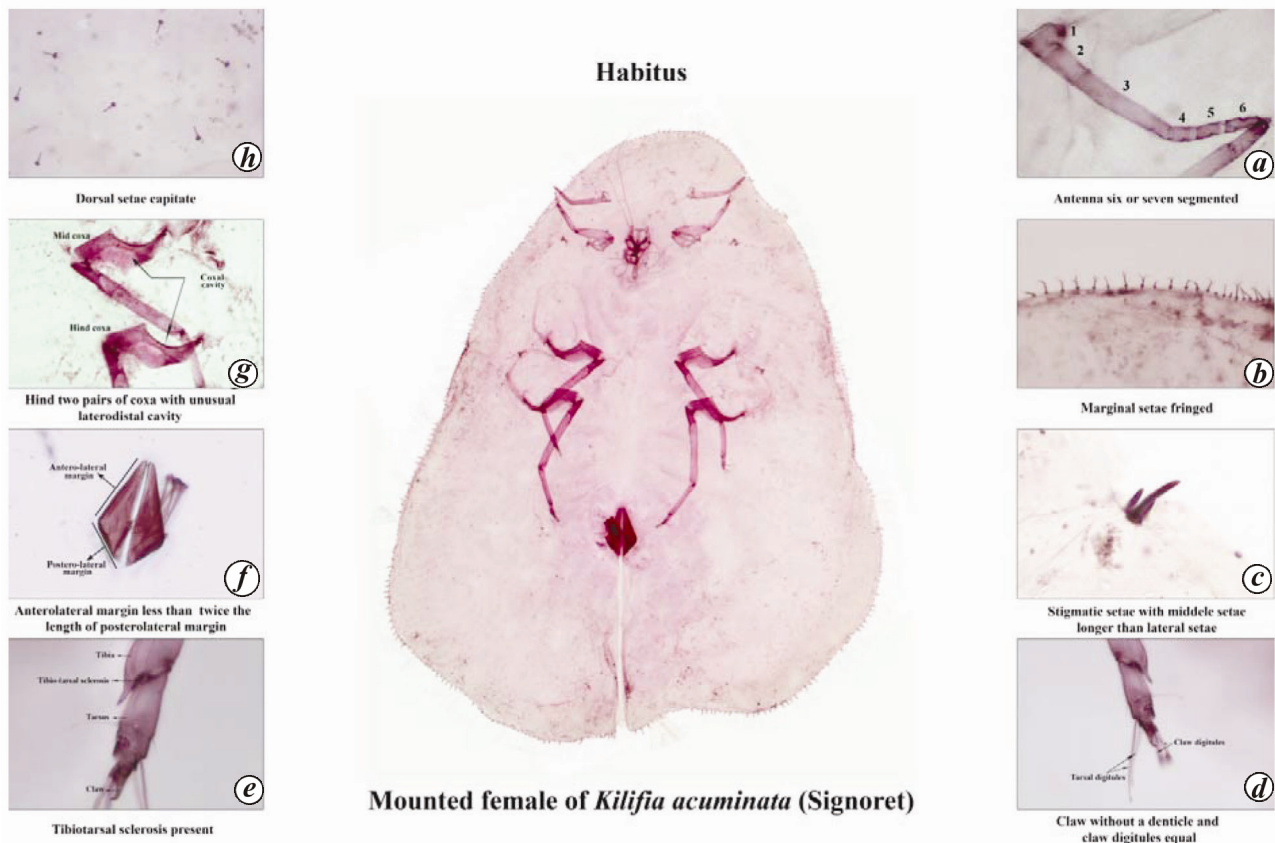 Habitus
h
Dorsal setae capitate
Mid coxa
Coxal
cavity
Hind coxa
g
Hind two pairs of coxa with unusual
laterodistal cavity
Antero-lateral
margin
Postero-lateral
margin
f
Anterolateral margin less than twice the
length of posterolateral margin
Tibia
Tibio-tarsal sclerosis
Tarsus
Claw
e
Tibiotarsal sclerosis present
Mounted female of Kilifia acuminata (Signoret)
1
2
3
4 5 6
a
Antenna six or seven segmented
b
Marginal setae fringed
c
Stigmatic setae with middele setae
longer than lateral setae
Claw digitules
Tarsal digitules
d
Claw without a denticle and
claw digitules equal